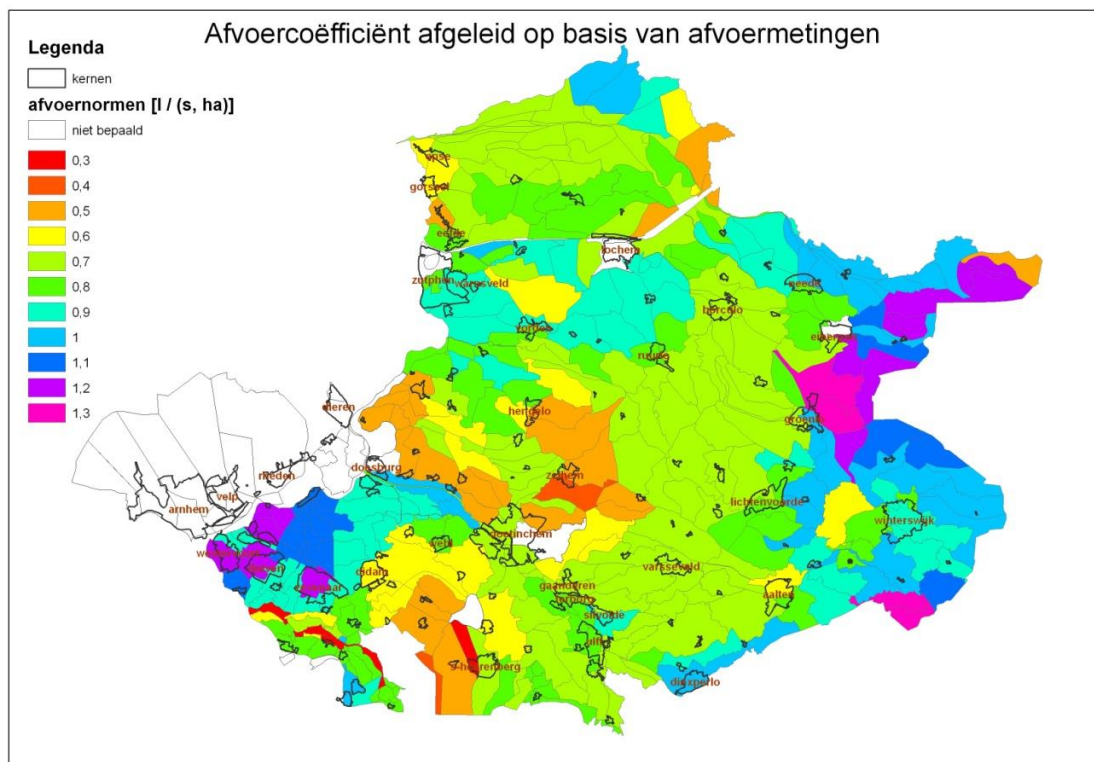 Afvoercoëfficiënt afgeleid op basis van afvoermetingen
Legenda
kernen
afvoernormen [l / (s, ha)]
niet bepaald
0,3
0,4
0,5
0,6
0,7
0,8
0,9
1
1,1
1,2
1,3
epse
gorssel
eefde
lochem
zutphen
warnsveld
neede
borculo
vorden
ruurlo
dieren
hengelo
groenlo
doesburg
rheden
velp
arnhem
zelhem
lichtenvoorde
winterswijk
doetinchem
wehl
didam
varsseveld
gaanderen
terborg
aalten
silvolde
ulft
s-heerenberg
dinxperlo